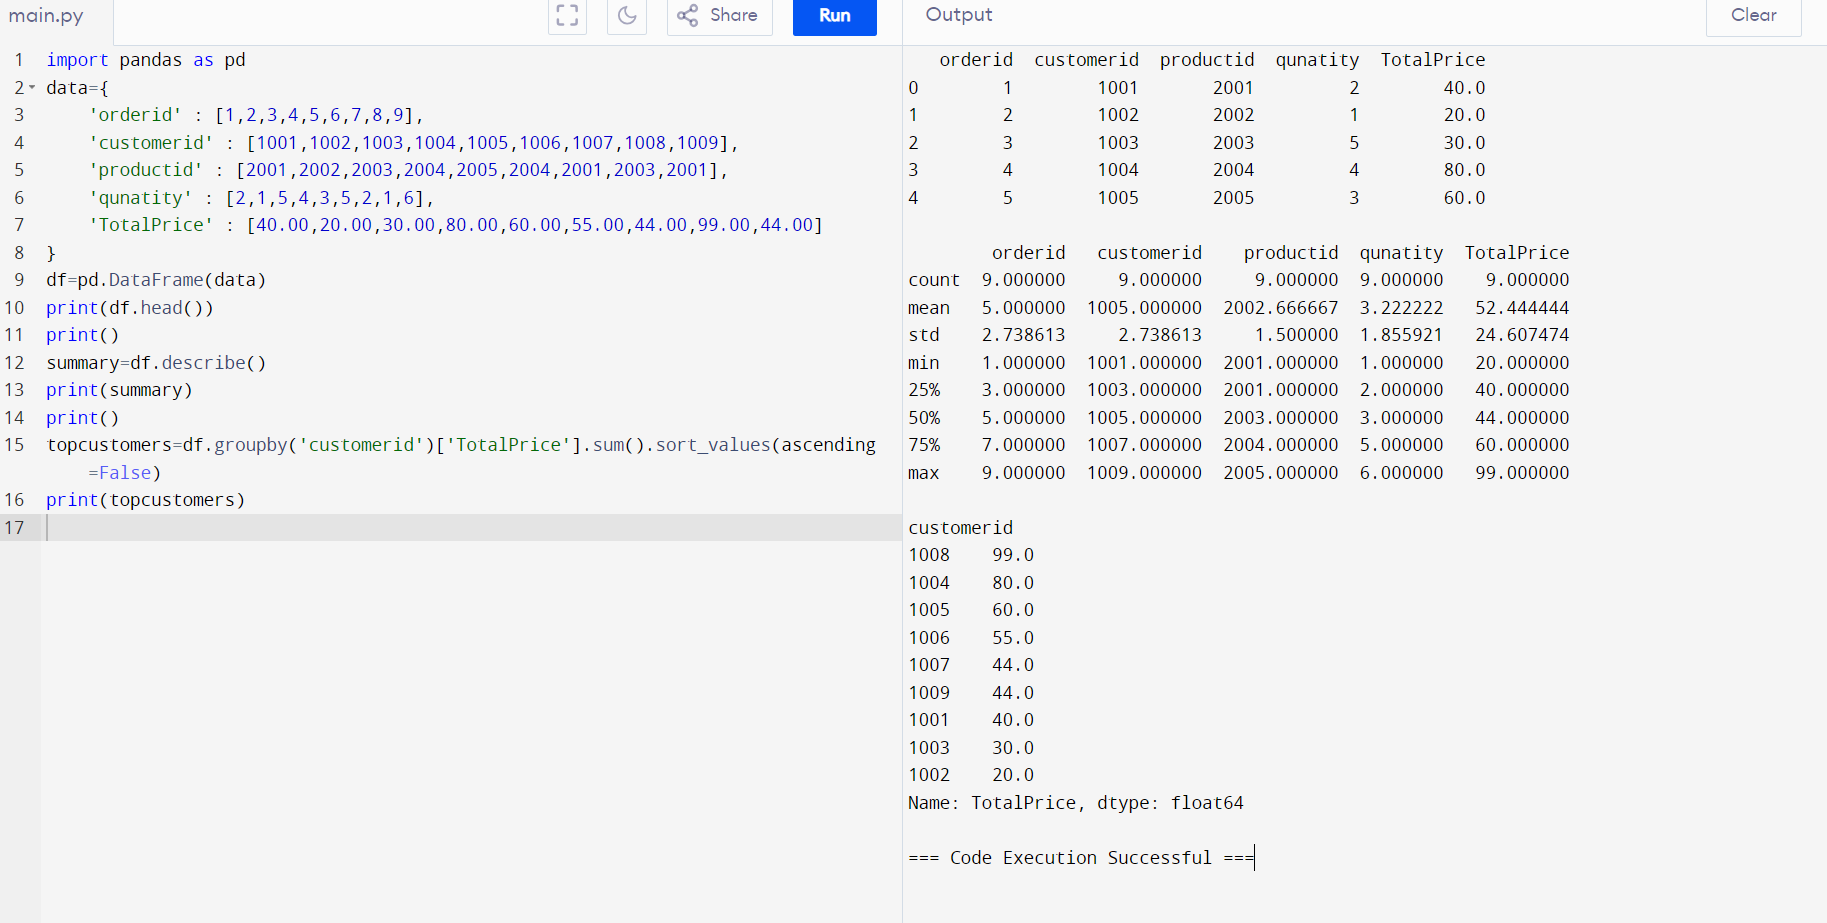 main.py
Share
Run
Output
Clear
1 import pandas as pd
2 data={
3 'orderid' : [1,2,3,4,5,6,7,8,9],
4 'customerid' : [1001,1002,1003,1004,1005,1006,1007,1008,1009],
5 'productid' : [2001,2002,2003,2004,2005,2004,2001,2003,2001],
6 'qunatity' : [2,1,5,4,3,5,2,1,6],
7 'TotalPrice' : [40.00,20.00,30.00,80.00,60.00,55.00,44.00,99.00,44.00]
8 }
9 df=pd.DataFrame(data)
10 print(df.head())
11 print()
12 summary=df.describe()
13 print(summary)
14 print()
15 topcustomers=df.groupby('customerid')['TotalPrice'].sum().sort_values(ascending
=False)
16 print(topcustomers)
17
orderid customerid productid qunatity TotalPrice
0 1 1001 2001 2 40.0
1 2 1002 2002 1 20.0
2 3 1003 2003 5 30.0
3 4 1004 2004 4 80.0
4 5 1005 2005 3 60.0
orderid customerid productid qunatity TotalPrice
count 9.000000 9.000000 9.000000 9.000000 9.000000
mean 5.000000 1005.000000 2002.666667 3.222222 52.444444
std 2.738613 2.738613 1.500000 1.855921 24.607474
min 1.000000 1001.000000 2001.000000 1.000000 20.000000
25% 3.000000 1003.000000 2001.000000 2.000000 40.000000
50% 5.000000 1005.000000 2003.000000 3.000000 44.000000
75% 7.000000 1007.000000 2004.000000 5.000000 60.000000
max 9.000000 1009.000000 2005.000000 6.000000 99.000000
customerid
1008 99.0
1004 80.0
1005 60.0
1006 55.0
1007 44.0
1009 44.0
1001 40.0
1003 30.0
1002 20.0
Name: TotalPrice, dtype: float64
=== Code Execution Successful ===